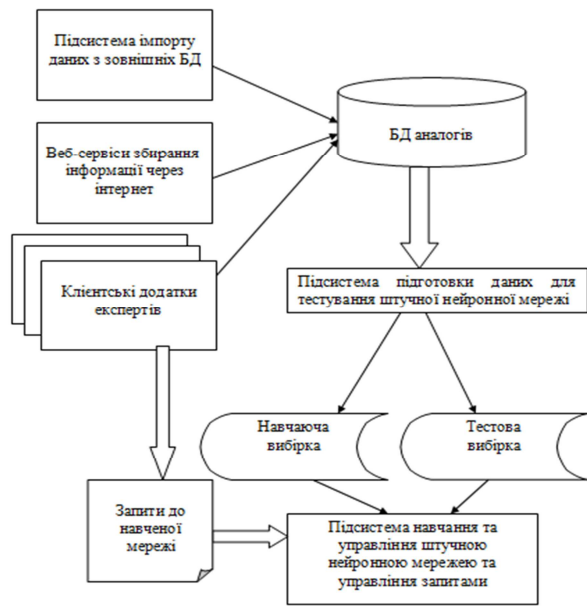 Підсистема імпорту
даних з зовнішніх БД
БД аналогів
Веб-сервіси збирання
інформації через
інтернет
Клієнтські додатки
експертів
Підсистема підготовки даних для
тестування штучної нейронної мережі
Навчаюча
вибірка
Тестова
вибірка
Запити до
навченої
мережі
Підсистема навчання та
управління штучною
нейронною мережею та
управління запитами